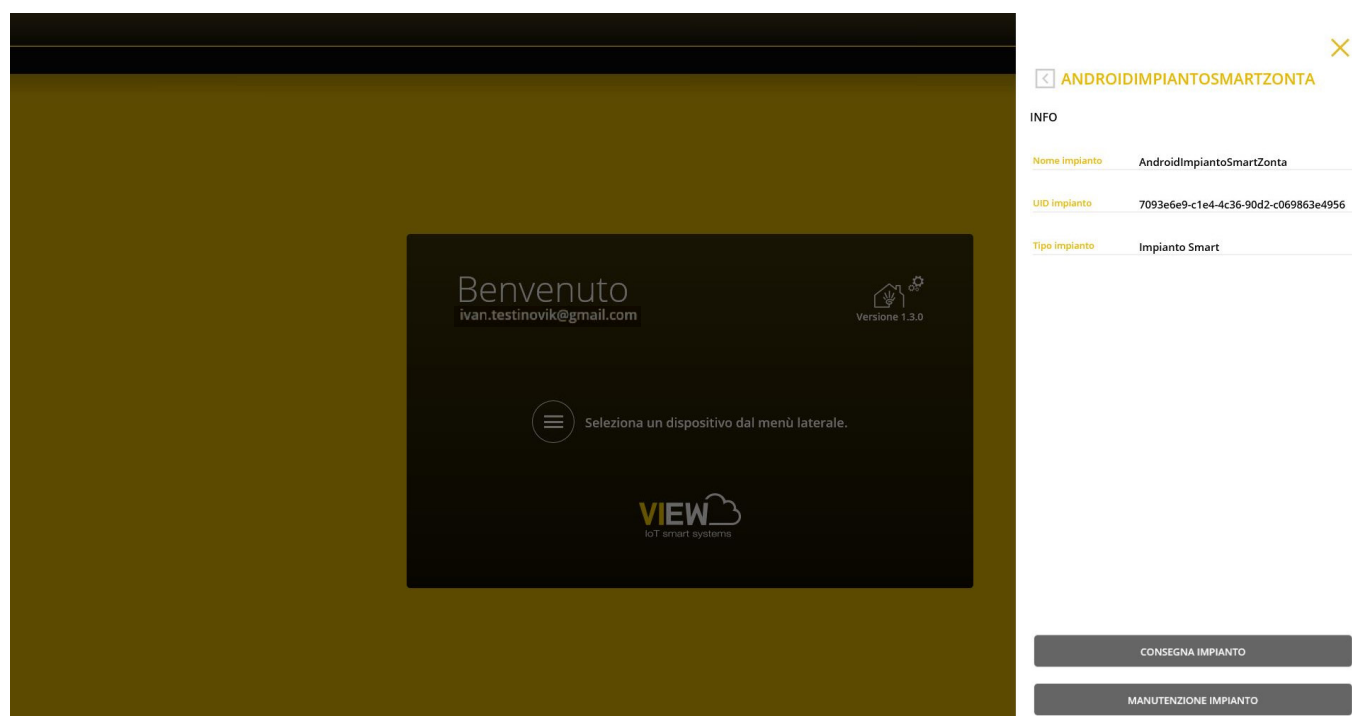 ANDROIDIMPIANTOSMARTZONTA
INFO
Nome impianto AndroidImpiantoSmartZonta
UID impianto 7093e6e9-c1e4-4c36-90d2-c069863e4956
Tipo impianto Impianto Smart
Benvenuto
ivan.testinovik@gmail.com
Versione 1.3.0
Seleziona un dispositivo dal menù laterale.
VIEW
IoT smart systems
CONSEGNA IMPIANTO
MANUTENZIONE IMPIANTO